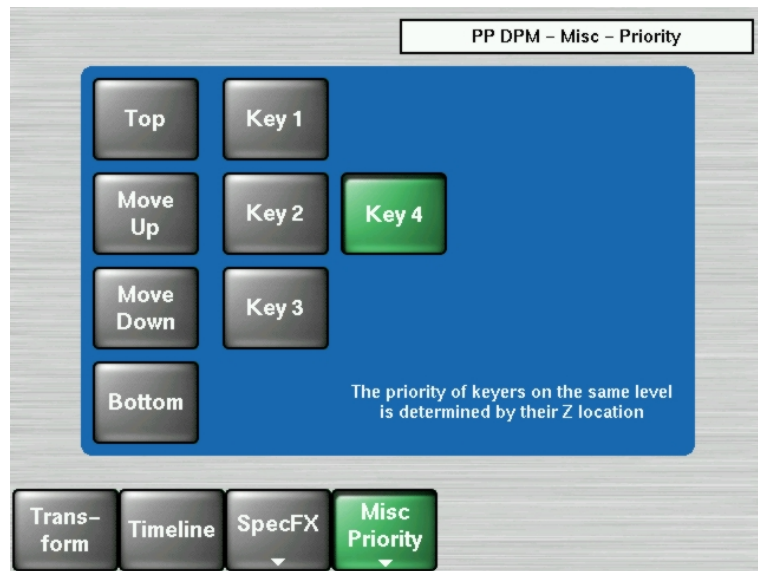 PP DPM – Misc – Priority
Top
Key 1
Move
Up
Key 2
Key 4
Move
Down
Key 3
Bottom
The priority of keyers on the same level
is determined by their Z location
Trans–
form
Timeline
SpecFX
Misc
Priority